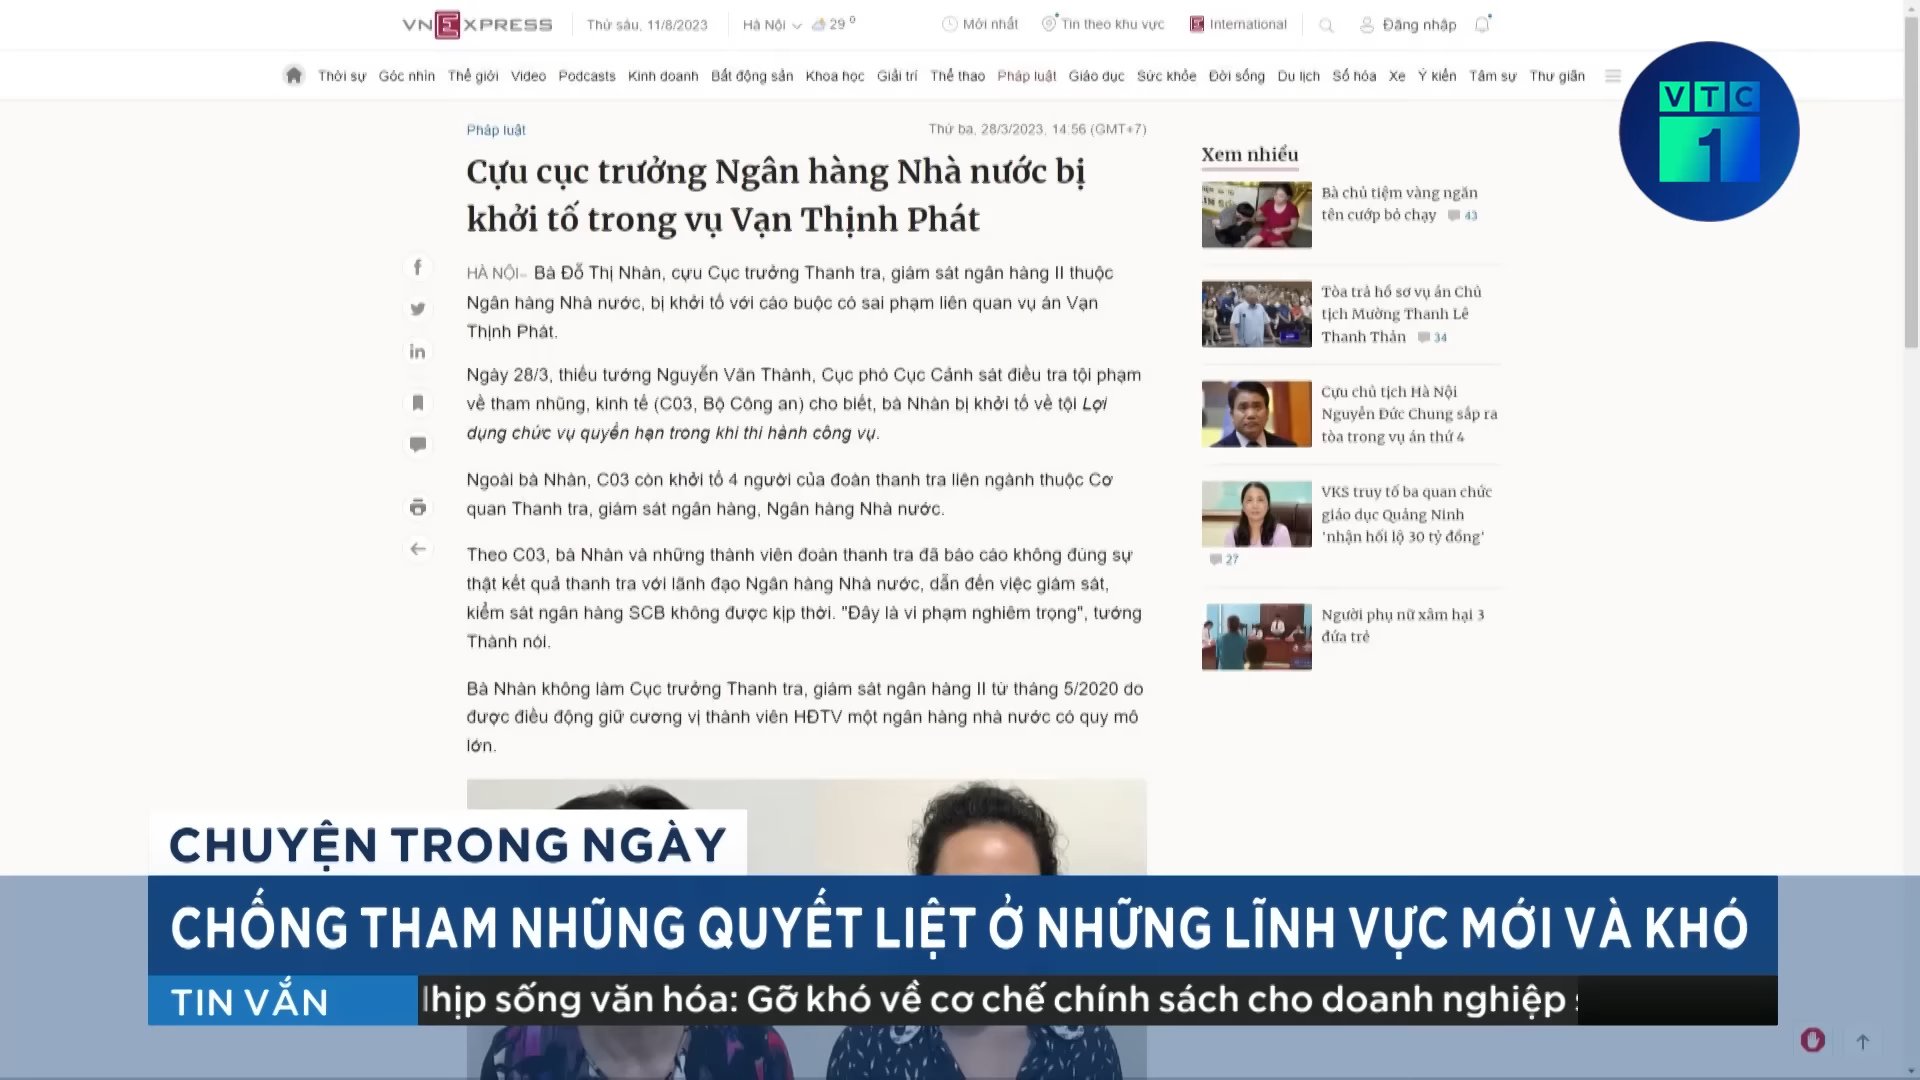 VNEXPRESS
Thứ sáu, 11/8/2023
Hà Nội
29°
Mới nhất
Tin theo khu vực
International
Đăng nhập
Thời sự Góc nhìn Thế giới Video Podcasts Kinh doanh Bất động sản Khoa học Giải trí Thể thao Pháp luật Giáo dục Sức khỏe Đời sống Du lịch Số hóa Xe Ý kiến Tâm sự Thư giãn
VTC
1
Pháp luật
Thứ ba, 28/3/2023, 14:56 (GMT+7)
Cựu cục trưởng Ngân hàng Nhà nước bị
khởi tố trong vụ Vạn Thịnh Phát
HÀ NỘI- Bà Đỗ Thị Nhàn, cựu Cục trưởng Thanh tra, giám sát ngân hàng II thuộc
Ngân hàng Nhà nước, bị khởi tố với cáo buộc có sai phạm liên quan vụ án Vạn
Thịnh Phát.
Ngày 28/3, thiếu tướng Nguyễn Văn Thành, Cục phó Cục Cảnh sát điều tra tội phạm
về tham nhũng, kinh tế (C03, Bộ Công an) cho biết, bà Nhàn bị khởi tố về tội Lợi
dụng chức vụ quyền hạn trong khi thi hành công vụ.
Ngoài bà Nhàn, C03 còn khởi tố 4 người của đoàn thanh tra liên ngành thuộc Cơ
quan Thanh tra, giám sát ngân hàng, Ngân hàng Nhà nước.
Theo C03, bà Nhàn và những thành viên đoàn thanh tra đã báo cáo không đúng sự
thật kết quả thanh tra với lãnh đạo Ngân hàng Nhà nước, dẫn đến việc giám sát,
kiểm sát ngân hàng SCB không được kịp thời. "Đây là vi phạm nghiêm trọng", tướng
Thành nói.
Bà Nhàn không làm Cục trưởng Thanh tra, giám sát ngân hàng II từ tháng 5/2020 do
được điều động giữ cương vị thành viên HĐTV một ngân hàng nhà nước có quy mô
lớn.
Xem nhiều
Bà chủ tiệm vàng ngăn
tên cướp bỏ chạy 43
Tòa trả hồ sơ vụ án Chủ
tịch Mường Thanh Lê
Thanh Thản 34
Cựu chủ tịch Hà Nội
Nguyễn Đức Chung sắp ra
tòa trong vụ án thứ 4
VKS truy tố ba quan chức
giáo dục Quảng Ninh
'nhận hối lộ 30 tỷ đồng'
27
Người phụ nữ xâm hại 3
đứa trẻ
CHUYỆN TRONG NGÀY
CHỐNG THAM NHŨNG QUYẾT LIỆT Ở NHỮNG LĨNH VỰC MỚI VÀ KHÓ
TIN VẮN
hịp sống văn hóa: Gỡ khó về cơ chế chính sách cho doanh nghiệp